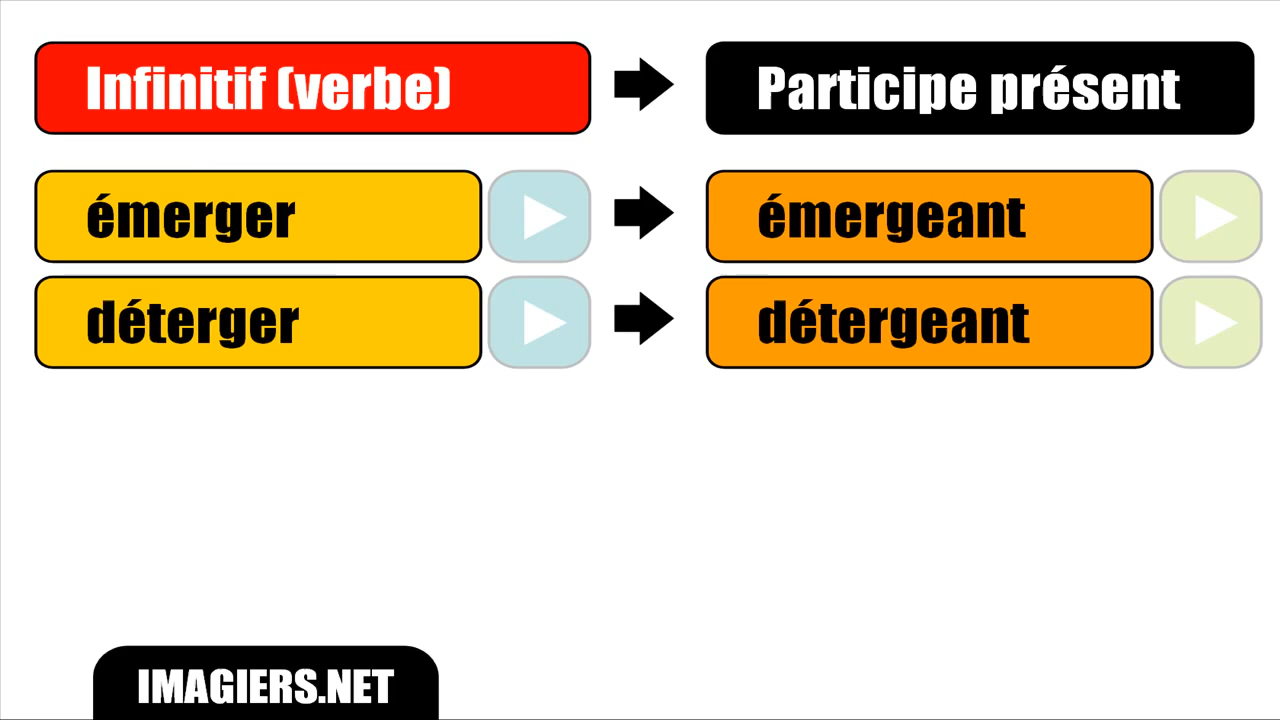 Infinitif (verbe) Participe présent
émerger émergeant
déterger détergeant
IMAGIERS.NET